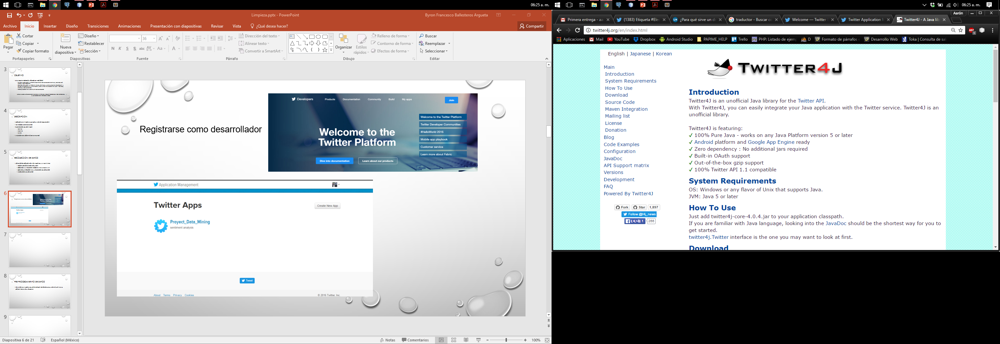 06:25 a. m.
06:25 a. m.
Limpieza.pptx - PowerPoint
Byron Francesco Ballesteros Argueta
Archivo Inicio Insertar Diseño Transiciones Animaciones Presentación con diapositivas Revisar Vista ¿Qué desea hacer? Compartir
Pegar
Cortar
Copiar
Copiar formato
Portapapeles
Nueva diapositiva
Diseño
Restablecer
Sección
Diapositivas
36
N K S S abc AV Aa A
Fuente
Dirección del texto
Alinear texto
Convertir a SmartArt
Párrafo
Organizar
Estilos rápidos
Relleno de forma
Contorno de forma
Efectos de forma
Dibujo
Buscar
Reemplazar
Seleccionar
Editar
3
OBJETIVO
4
DESCRIPCIÓN
5
RECOLECCIÓN DE DATOS
6
7
8
PRE PROCESAMIENTO DE DATOS
9
Registrarse como desarrollador
Developers Products Documentation Community Build My apps Join
Welcome to the
Twitter Platform
Dive into documentation Learn about our products
Welcome to the Twitter Platform
Twitter Developer Communities
#HelloWorld 2016
Mobile app playbook
Customer service
Learn more about Fabric
Application Management
Twitter Apps
Create New App
Proyect_Data_Mining
sentiment analysis
Tweet
About Terms Privacy Cookies
© 2016 Twitter, Inc.
Diapositiva 6 de 21 Español (México) Notas Comentarios 100%
Aarón
Primera entrega - aa
(1383) Etiqueta #Elec
¿Para qué sirve un de
traductor - Buscar co
Welcome — Twitter
Twitter Application M
Twitter4J - A Java lib
twitter4j.org/en/index.html
ABP 1
Aplicaciones Mail YouTube Dropbox Android Studio PAPIME_HELP Trello PHP: Listado de ejemp D Formato de párrafos e Desarrollo Web Toka | Consulta de sal
English | Japanese | Korean
Main
Introduction
System Requirements
How To Use
Download
Source Code
Maven Integration
Mailing list
License
Donation
Blog
Code Examples
Configuration
JavaDoc
API Support matrix
Versions
Development
FAQ
Powered By Twitter4J
Fork Star 1,897
Follow @t4j_news
いいね！ 266
TWITTER4J
Introduction
Twitter4J is an unofficial Java library for the Twitter API.
With Twitter4J, you can easily integrate your Java application with the Twitter service. Twitter4J is an
unofficial library.
Twitter4J is featuring:
✓ 100% Pure Java - works on any Java Platform version 5 or later
✓ Android platform and Google App Engine ready
✓ Zero dependency : No additional jars required
✓ Built-in OAuth support
✓ Out-of-the-box gzip support
✓ 100% Twitter API 1.1 compatible
System Requirements
OS: Windows or any flavor of Unix that supports Java.
JVM: Java 5 or later
How To Use
Just add twitter4j-core-4.0.4.jar to your application classpath.
If you are familiar with Java language, looking into the JavaDoc should be the shortest way for you to
get started.
twitter4j.Twitter interface is the one you may want to look at first.
Download